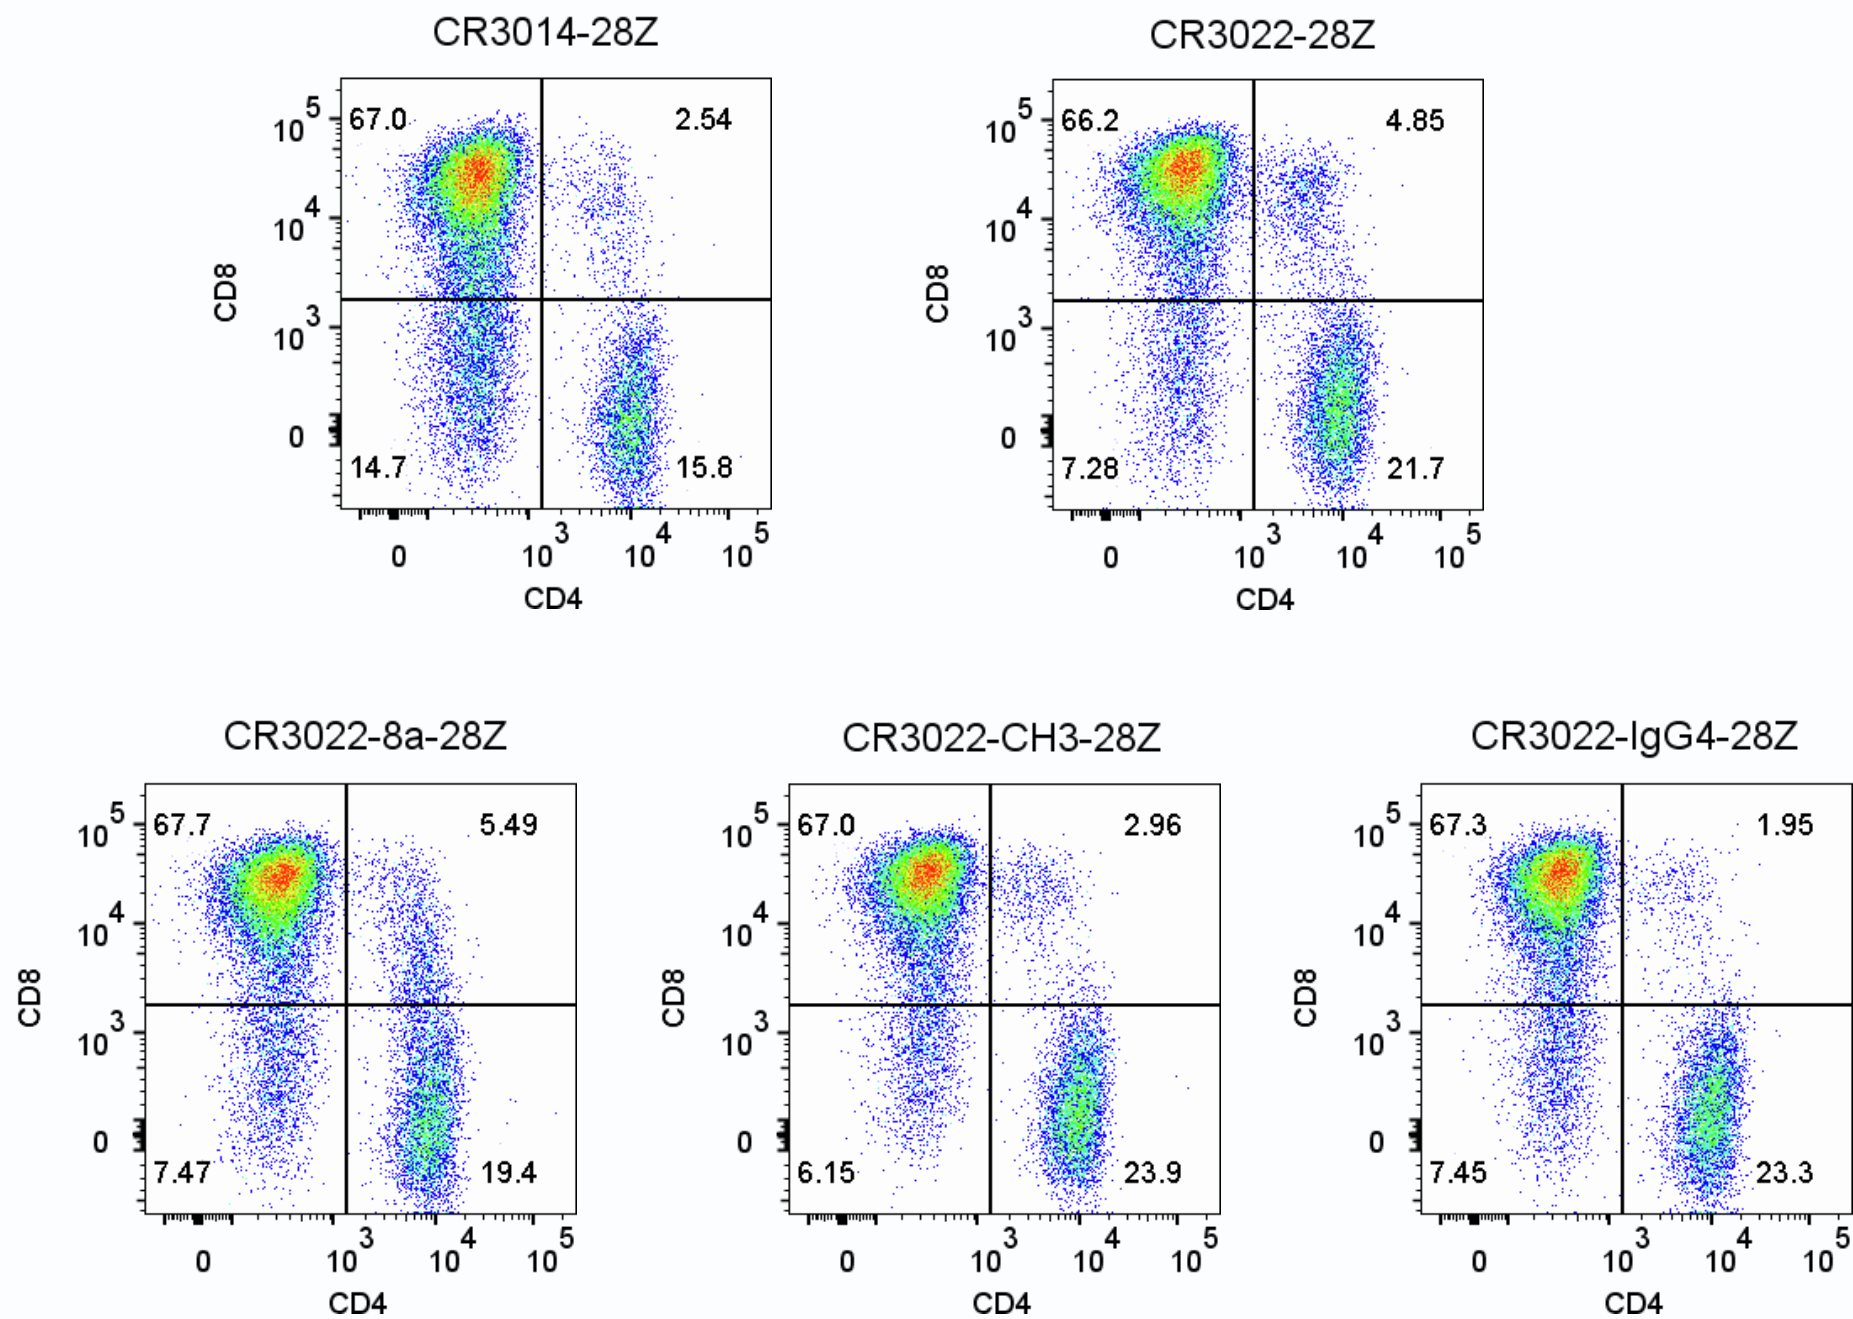 CR3014-28Z
CR3022-28Z
67.0 2.54
14.7 15.8
10^5
10^4
10^3
0
CD8
0 10^3 10^4 10^5
CD4
66.2 4.85
7.28 21.7
10^5
10^4
10^3
0
CD8
0 10^3 10^4 10^5
CD4
CR3022-8a-28Z
CR3022-CH3-28Z
CR3022-IgG4-28Z
67.7 5.49
7.47 19.4
10^5
10^4
10^3
0
CD8
0 10^3 10^4 10^5
CD4
67.0 2.96
6.15 23.9
10^5
10^4
10^3
0
CD8
0 10^3 10^4 10^5
CD4
67.3 1.95
7.45 23.3
10^5
10^4
10^3
0
CD8
0 10^3 10^4 10^5
CD4